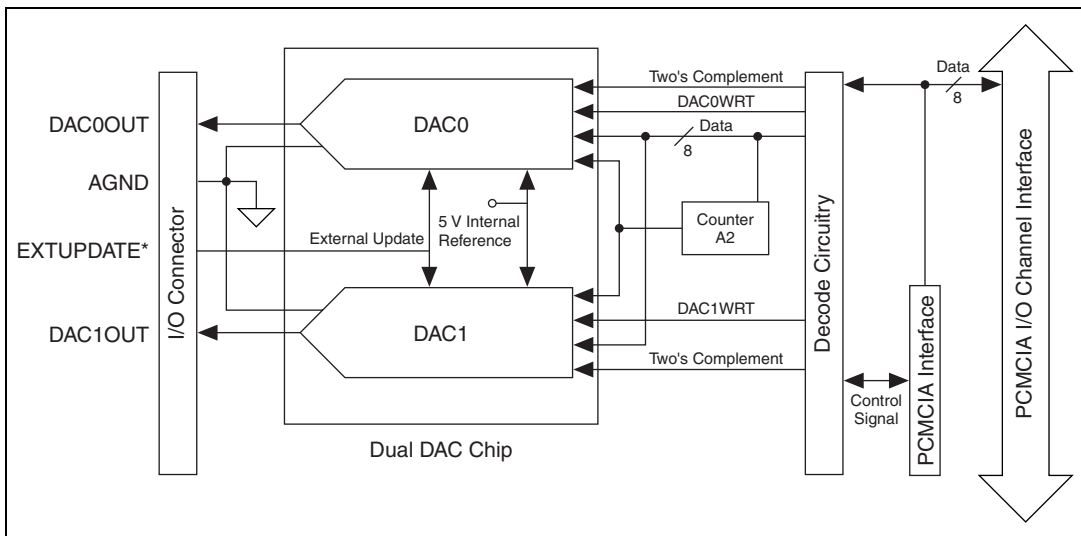 DAC0OUT
AGND
EXTUPDATE*
DAC1OUT
I/O Connector
DAC0
External Update
5 V Internal
Reference
DAC1
Dual DAC Chip
Two's Complement
DAC0WRT
Data
8
Counter
A2
DAC1WRT
Two's Complement
Decode Circuitry
Data
8
Control
Signal
PCMCIA Interface
PCMCIA I/O Channel Interface